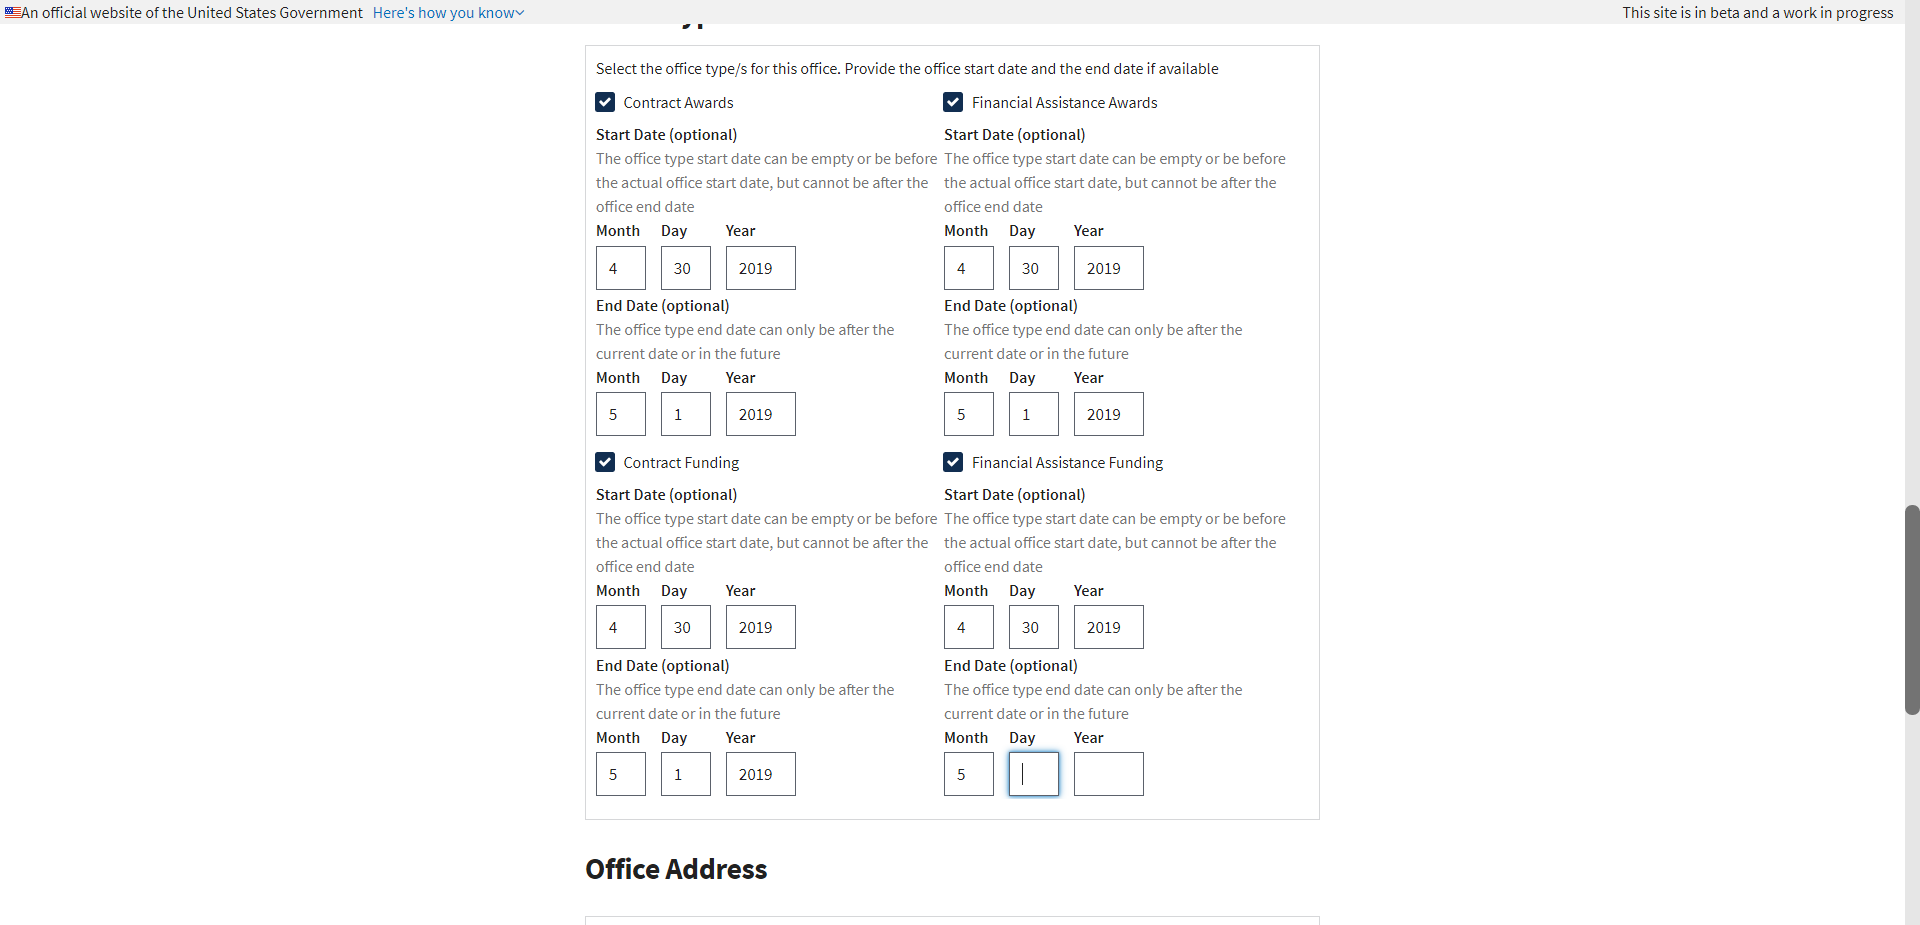 An official website of the United States Government Here's how you know
This site is in beta and a work in progress
Select the office type/s for this office. Provide the office start date and the end date if available
Contract Awards
Start Date (optional)
The office type start date can be empty or be before
the actual office start date, but cannot be after the
office end date
Month Day Year
4 30 2019
End Date (optional)
The office type end date can only be after the
current date or in the future
Month Day Year
5 1 2019
Financial Assistance Awards
Start Date (optional)
The office type start date can be empty or be before
the actual office start date, but cannot be after the
office end date
Month Day Year
4 30 2019
End Date (optional)
The office type end date can only be after the
current date or in the future
Month Day Year
5 1 2019
Contract Funding
Start Date (optional)
The office type start date can be empty or be before
the actual office start date, but cannot be after the
office end date
Month Day Year
4 30 2019
End Date (optional)
The office type end date can only be after the
current date or in the future
Month Day Year
5 1 2019
Financial Assistance Funding
Start Date (optional)
The office type start date can be empty or be before
the actual office start date, but cannot be after the
office end date
Month Day Year
4 30 2019
End Date (optional)
The office type end date can only be after the
current date or in the future
Month Day Year
5
Office Address